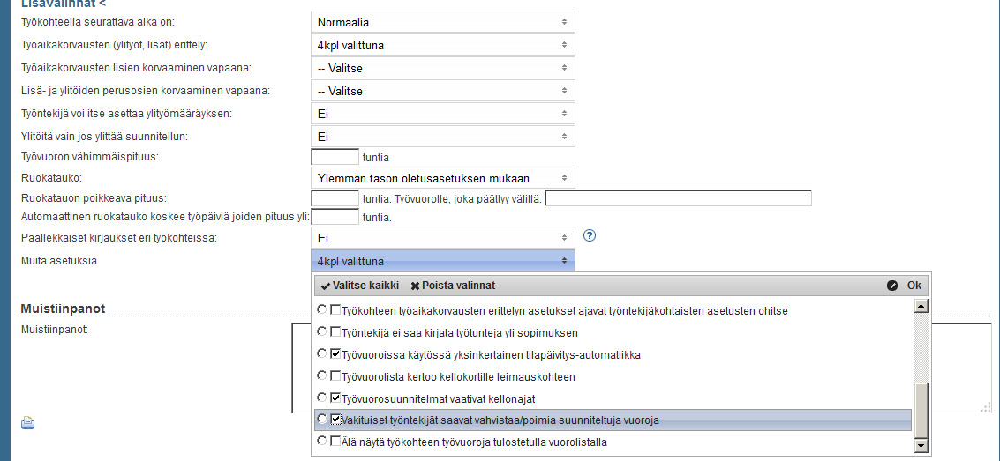 Lisävalinnat <
Työkohteella seurattava aika on: Normaalia
Työaikakorvausten (ylityöt, lisät) erittely: 4kpl valittuna
Työaikakorvausten lisien korvaaminen vapaana: -- Valitse
Lisä- ja ylitöiden perusosien korvaaminen vapaana: -- Valitse
Työntekijä voi itse asettaa ylityömääräyksen: Ei
Ylitöitä vain jos ylittää suunnitellun: Ei
Työvuoron vähimmäispituus: tuntia
Ruokatauko: Ylemmän tason oletusasetuksen mukaan
Ruokatauon poikkeava pituus: tuntia. Työvuorolle, joka päättyy välillä:
Automaattinen ruokatauko koskee työpäiviä joiden pituus yli: tuntia.
Päällekkäiset kirjaukset eri työkohteissa: Ei ?
Muita asetuksia 4kpl valittuna
Valitse kaikki Poista valinnat Ok
Työkohteen työaikakorvausten erittelyn asetukset ajavat työntekijäkohtaisten asetusten ohitse
Työntekijä ei saa kirjata työtunteja yli sopimuksen
Työvuoroissa käytössä yksinkertainen tilapäivitys-automatiikka
Työvuorolista kertoo kellokortille leimauskohteen
Työvuorosuunnitelmat vaativat kellonajat
Vakituiset työntekijät saavat vahvistaa/poimia suunniteltuja vuoroja
Älä näytä työkohteen työvuoroja tulostetulla vuorolistalla
Muistiinpanot
Muistiinpanot: